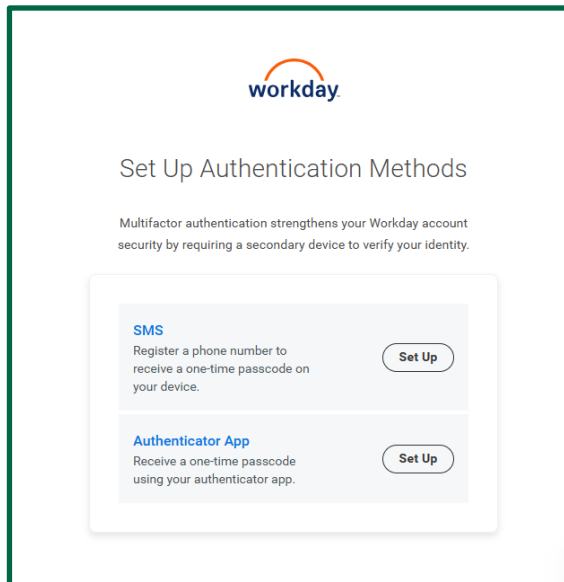 workday.
Set Up Authentication Methods
Multifactor authentication strengthens your Workday account
security by requiring a secondary device to verify your identity.
SMS
Register a phone number to
receive a one-time passcode on
your device.
Set Up
Authenticator App
Receive a one-time passcode
using your authenticator app.
Set Up